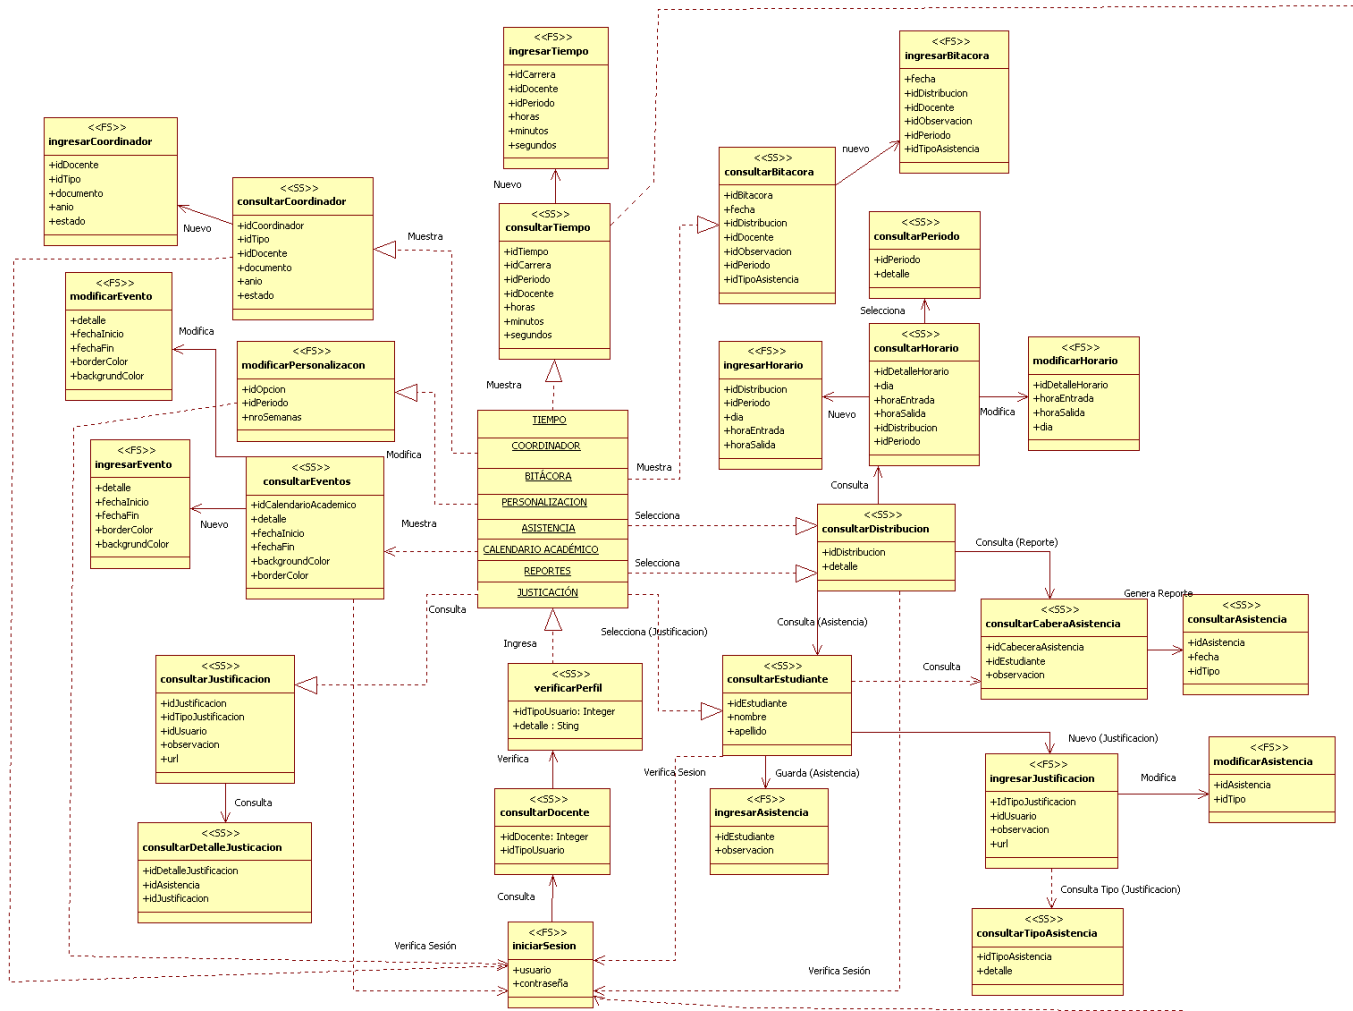 <<FS>>
ingresarTiempo
+idCarrera
+idDocente
+idPeriodo
+horas
+minutos
+segundos
Nuevo
<<FS>>
ingresarBitacora
+fecha
+idDistribucion
+idDocente
+idObservacion
+idPeriodo
+idTipoAsistencia
nuevo
<<FS>>
ingresarCoordinador
+idDocente
+idTipo
+documento
+anio
+estado
Nuevo
<<SS>>
consultarCoordinador
+idCoordinador
+idTipo
+idDocente
+documento
+anio
+estado
Muestra
<<SS>>
consultarTiempo
+idTiempo
+idCarrera
+idPeriodo
+idDocente
+horas
+minutos
+segundos
Muestra
<<SS>>
consultarBitacora
+idBitacora
+fecha
+idDistribucion
+idDocente
+idObservacion
+idPeriodo
+idTipoAsistencia
Muestra
<<SS>>
consultarPeriodo
+idPeriodo
+detalle
Selecciona
<<FS>>
modificarEvento
+detalle
+fechaInicio
+fechaFin
+borderColor
+backgrundColor
Modifica
<<FS>>
modificarPersonalizacon
+idOpcion
+idPeriodo
+nroSemanas
Modifica
<<FS>>
ingresarHorario
+idDistribucion
+idPeriodo
+dia
+horaEntrada
+horaSalida
Nuevo
<<SS>>
consultarHorario
+idDetalleHorario
+dia
+horaEntrada
+horaSalida
+idDistribucion
+idPeriodo
Modifica
<<FS>>
modificarHorario
+idDetalleHorario
+horaEntrada
+horaSalida
+dia
Consulta
TIEMPO
COORDINADOR
BITÁCORA
PERSONALIZACION
ASISTENCIA
CALENDARIO ACADÉMICO
REPORTES
JUSTICACIÓN
<<FS>>
ingresarEvento
+detalle
+fechaInicio
+fechaFin
+borderColor
+backgrundColor
Nuevo
<<SS>>
consultarEventos
+idCalendarioAcademico
+detalle
+fechaInicio
+fechaFin
+backgroundColor
+borderColor
Muestra
Selecciona
Selecciona
<<SS>>
consultarDistribucion
+idDistribucion
+detalle
Consulta (Reporte)
Consulta (Asistencia)
Consulta
Ingresa
Selecciona (Justificacion)
<<SS>>
consultarCaberaAsistencia
+idCabeceraAsistencia
+idEstudiante
+observacion
Genera Reporte
<<SS>>
consultarAsistencia
+idAsistencia
+fecha
+idTipo
<<SS>>
consultarJustificacion
+idJustificacion
+idTipoJustificacion
+idUsuario
+observacion
+url
Consulta
<<SS>>
verificarPerfil
+idTipoUsuario: Integer
+detalle : Sting
Verifica
<<SS>>
consultarEstudiante
+idEstudiante
+nombre
+apellido
Consulta
Verifica Sesion
Guarda (Asistencia)
Nuevo (Justificacion)
<<FS>>
ingresarJustificacion
+IdTipoJustificacion
+idUsuario
+observacion
+url
Modifica
<<FS>>
modificarAsistencia
+idAsistencia
+idTipo
<<SS>>
consultarDetalleJusticacion
+idDetalleJustificacion
+idAsistencia
+idJustificacion
<<SS>>
consultarDocente
+idDocente: Integer
+idTipoUsuario
Consulta
<<FS>>
ingresarAsistencia
+idEstudiante
+observacion
Consulta Tipo (Justificacion)
<<SS>>
consultarTipoAsistencia
+idTipoAsistencia
+detalle
Verifica Sesión
<<FS>>
iniciarSesion
+usuario
+contraseña
Verifica Sesión